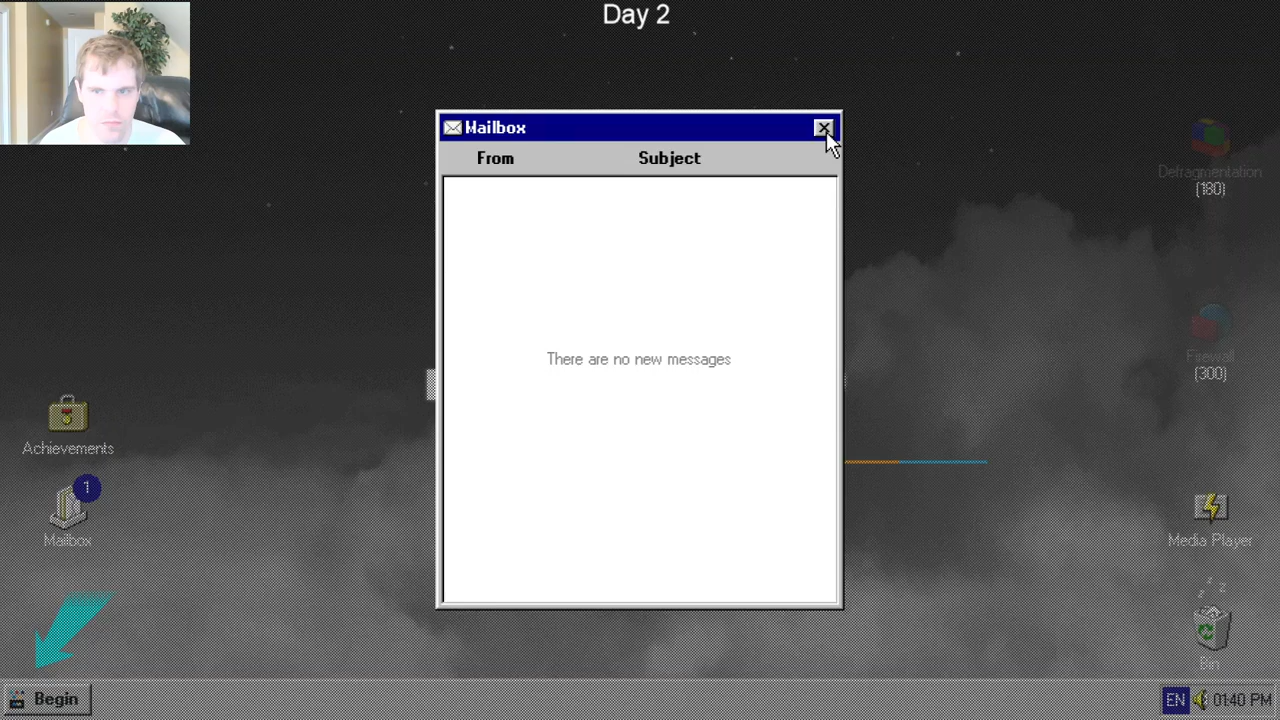 Day 2
Mailbox
From Subject
Defragmentation
(180)
There are no new messages
Firewall
(300)
Achievements
1
Mailbox
Media Player
Bin
Begin
EN 01:40 PM